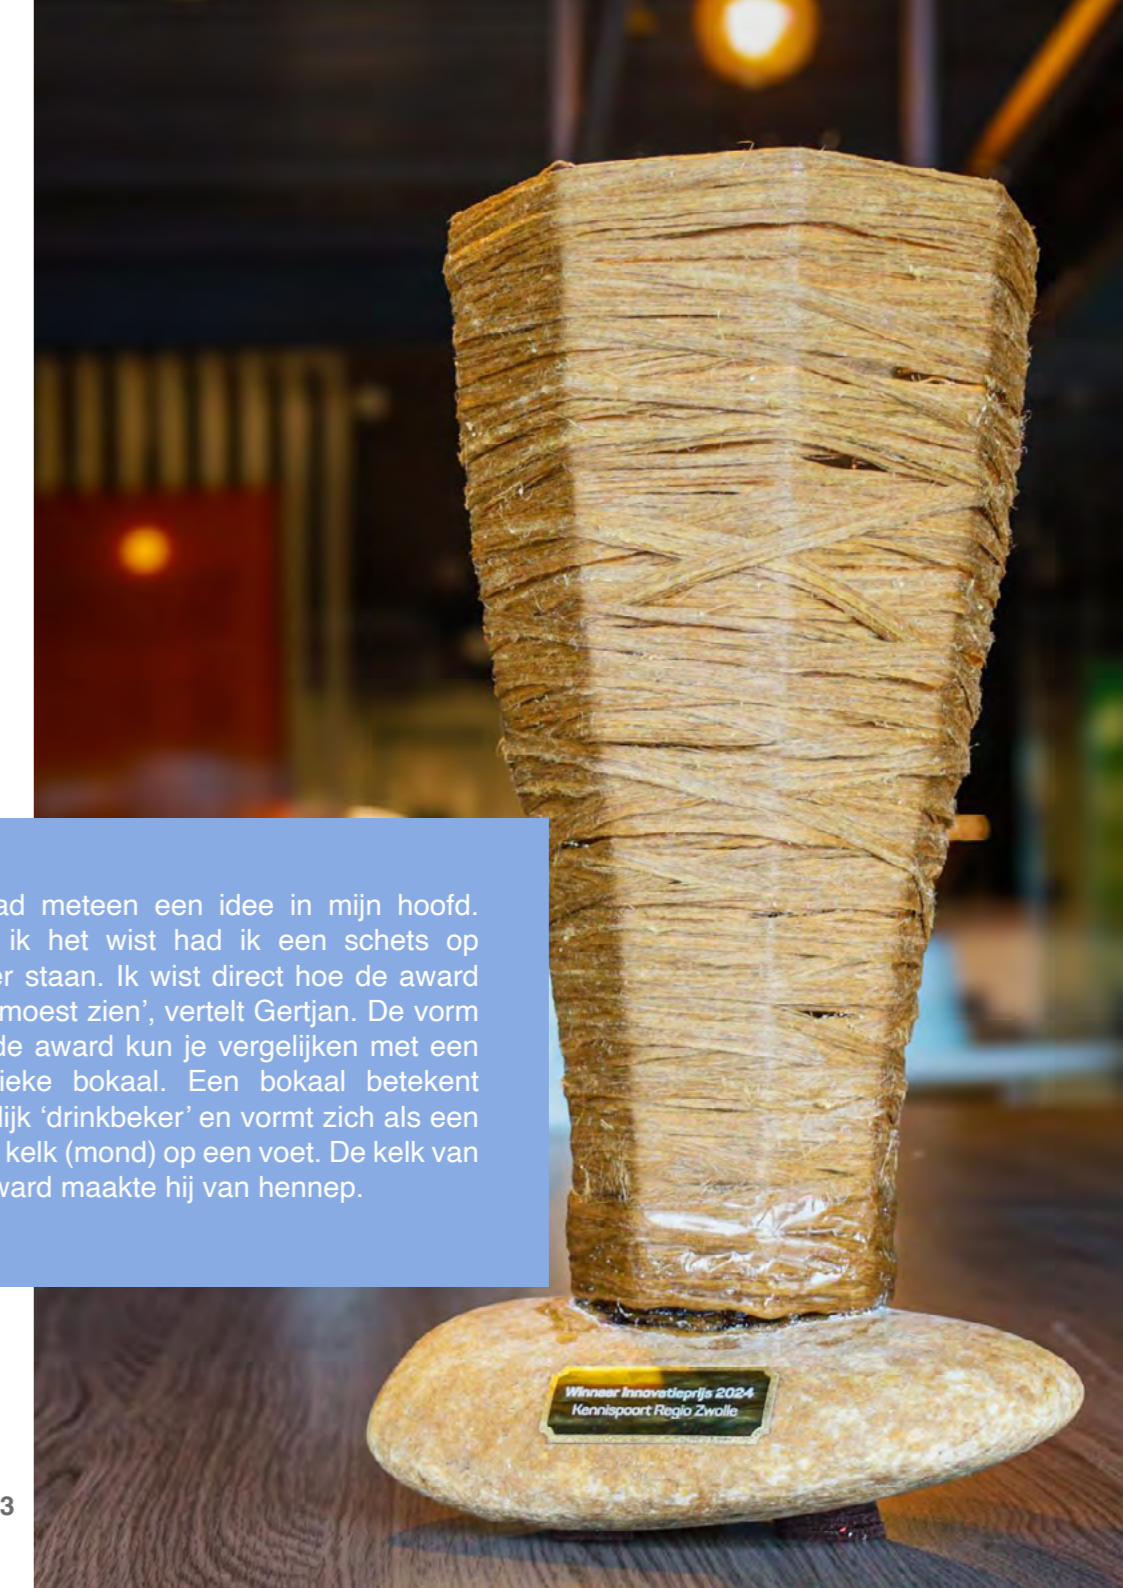 ad meteen een idee in mijn hoofd.
ik het wist had ik een schets op
er staan. Ik wist direct hoe de award
moest zien’, vertelt Gertjan. De vorm
de award kun je vergelijken met een
ieke bokaal. Een bokaal betekent
lijk ‘drinkbeker’ en vormt zich als een
kelk (mond) op een voet. De kelk van
ward maakte hij van hennep.
Winnaar Innovatieprijs 2024
Kennispoort Regio Zwolle
3